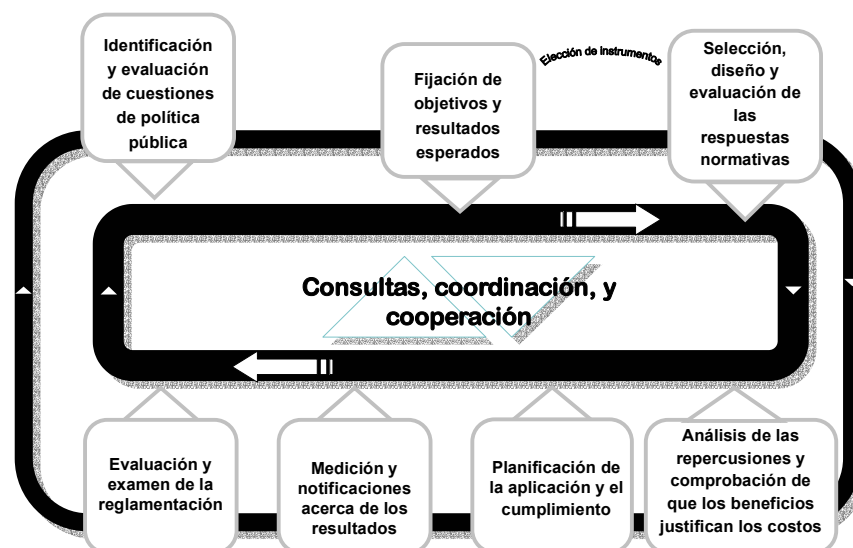 Identificación
y evaluación
de cuestiones
de política
pública
Fijación de
objetivos y
resultados
esperados
Elección de instrumentos
Selección,
diseño y
evaluación de
las
respuestas
normativas
Consultas, coordinación, y
cooperación
Evaluación y
examen de la
reglamentación
Medición y
notificaciones
acerca de los
resultados
Planificación de
la aplicación y el
cumplimiento
Análisis de las
repercusiones y
comprobación de
que los beneficios
justifican los costos